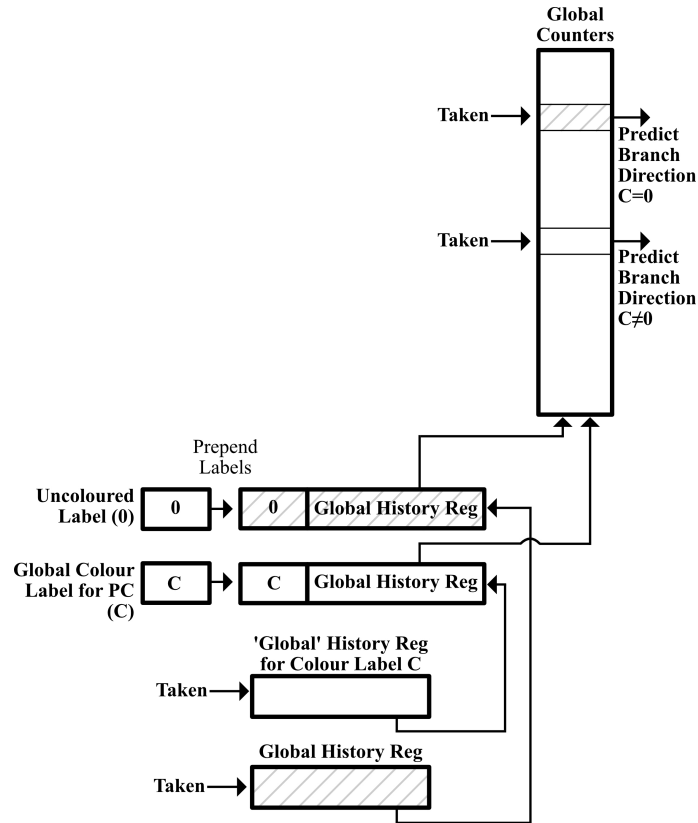 Global
Counters
Taken
Predict
Branch
Direction
C=0
Taken
Predict
Branch
Direction
C≠0
Prepend
Labels
Uncoloured
Label (0)
0
0
Global History Reg
Global Colour
Label for PC
(C)
C
C
Global History Reg
'Global' History Reg
for Colour Label C
Taken
Global History Reg
Taken